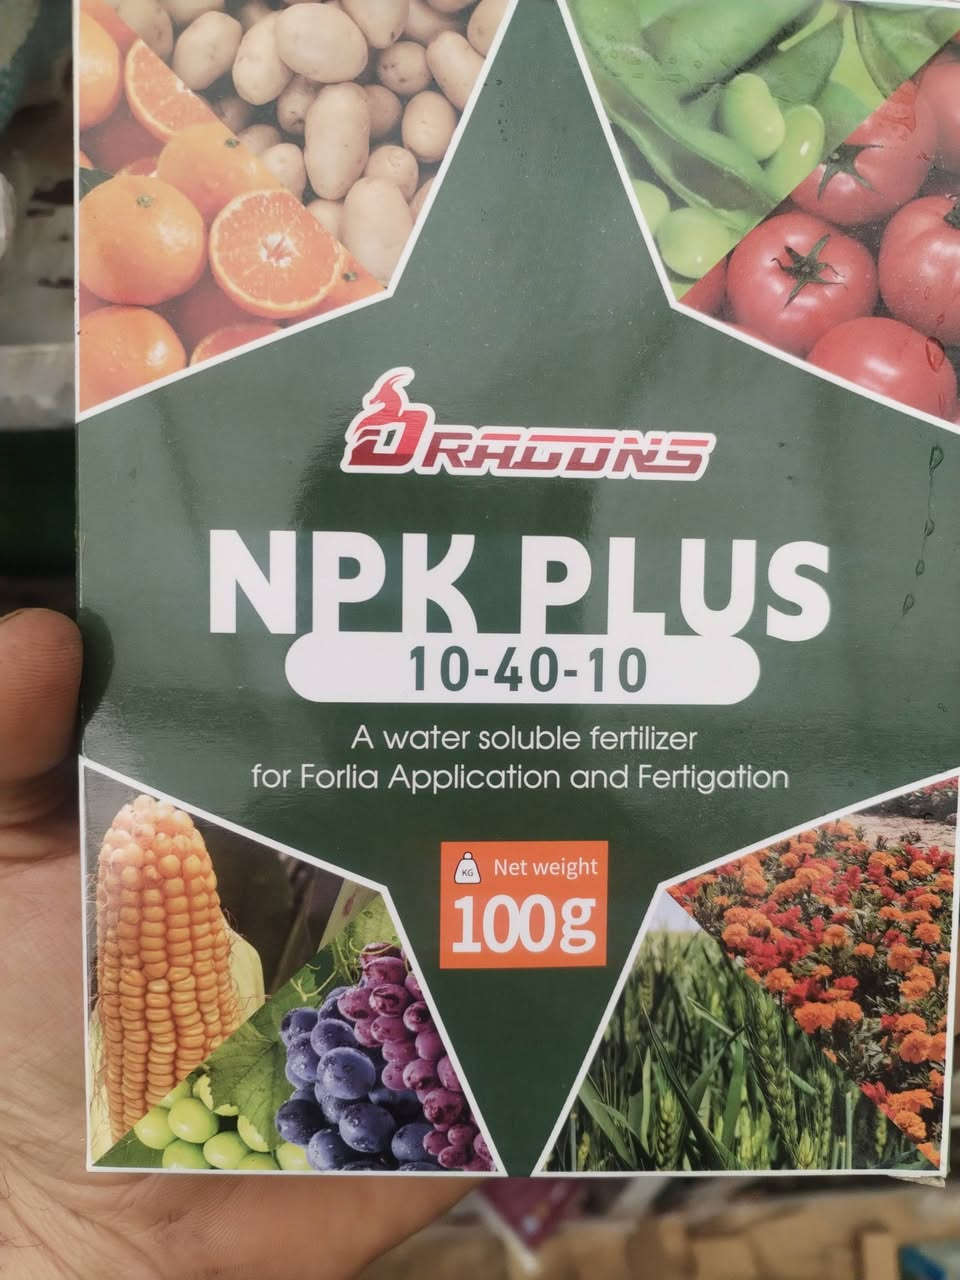 DRAGONS
NPK PLUS
10-40-10
A water soluble fertilizer
for Forlia Application and Fertigation
KG Net weight
100g